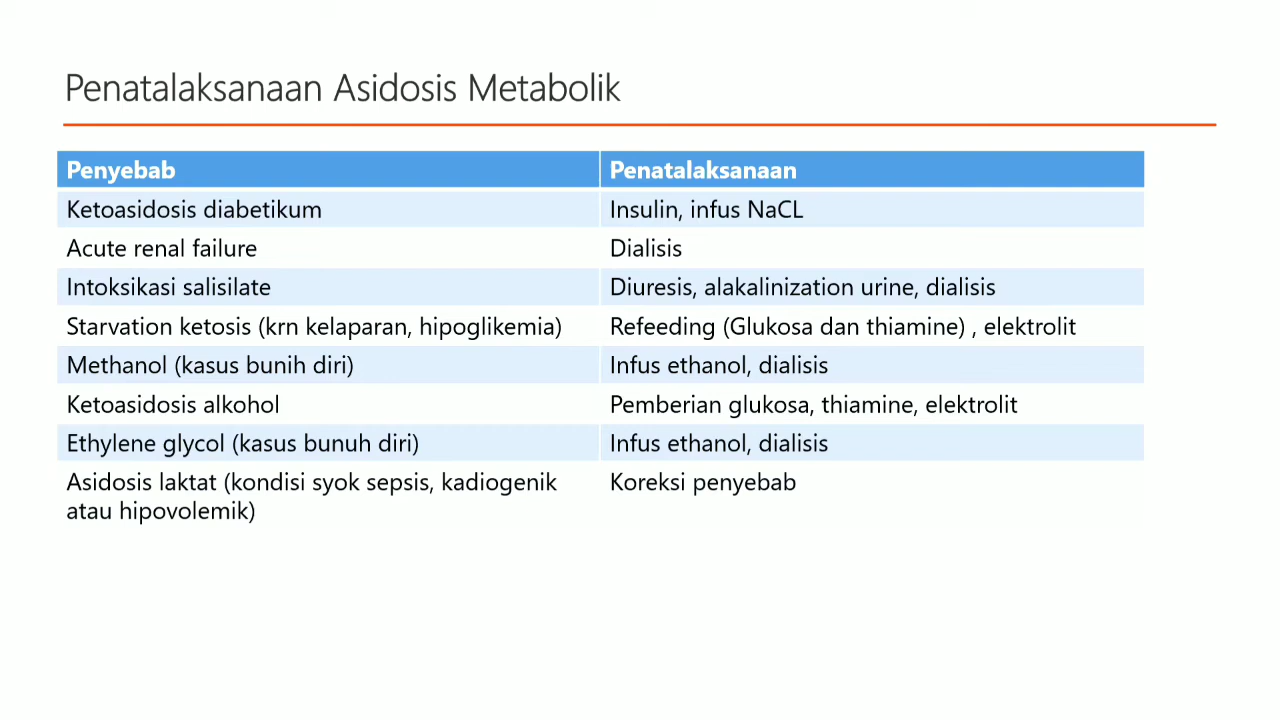 Penatalaksanaan Asidosis Metabolik
Penyebab Penatalaksanaan
Ketoasidosis diabetikum Insulin, infus NaCL
Acute renal failure Dialisis
Intoksikasi salisilate Diuresis, alakalinization urine, dialisis
Starvation ketosis (krn kelaparan, hipoglikemia) Refeeding (Glukosa dan thiamine) , elektrolit
Methanol (kasus bunih diri) Infus ethanol, dialisis
Ketoasidosis alkohol Pemberian glukosa, thiamine, elektrolit
Ethylene glycol (kasus bunuh diri) Infus ethanol, dialisis
Asidosis laktat (kondisi syok sepsis, kadiogenik Koreksi penyebab
atau hipovolemik)